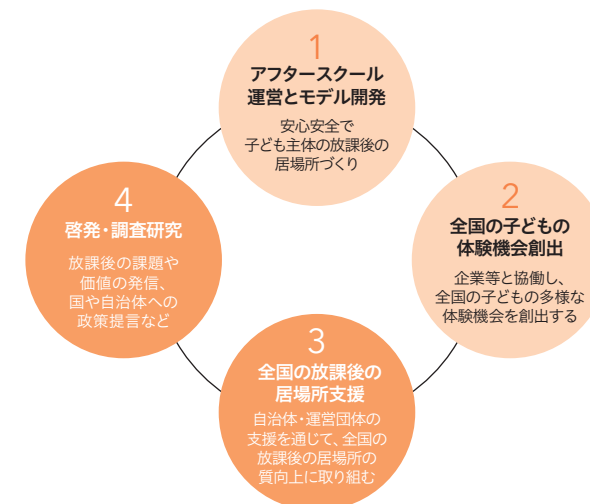 1
アフタースクール
運営とモデル開発
安心安全で
子ども主体の放課後の
居場所づくり
2
全国の子どもの
体験機会創出
企業等と協働し、
全国の子どもの多様な
体験機会を創出する
3
全国の放課後の
居場所支援
自治体・運営団体の
支援を通じて、全国の
放課後の居場所の
質向上に取り組む
4
啓発・調査研究
放課後の課題や
価値の発信、
国や自治体への
政策提言など